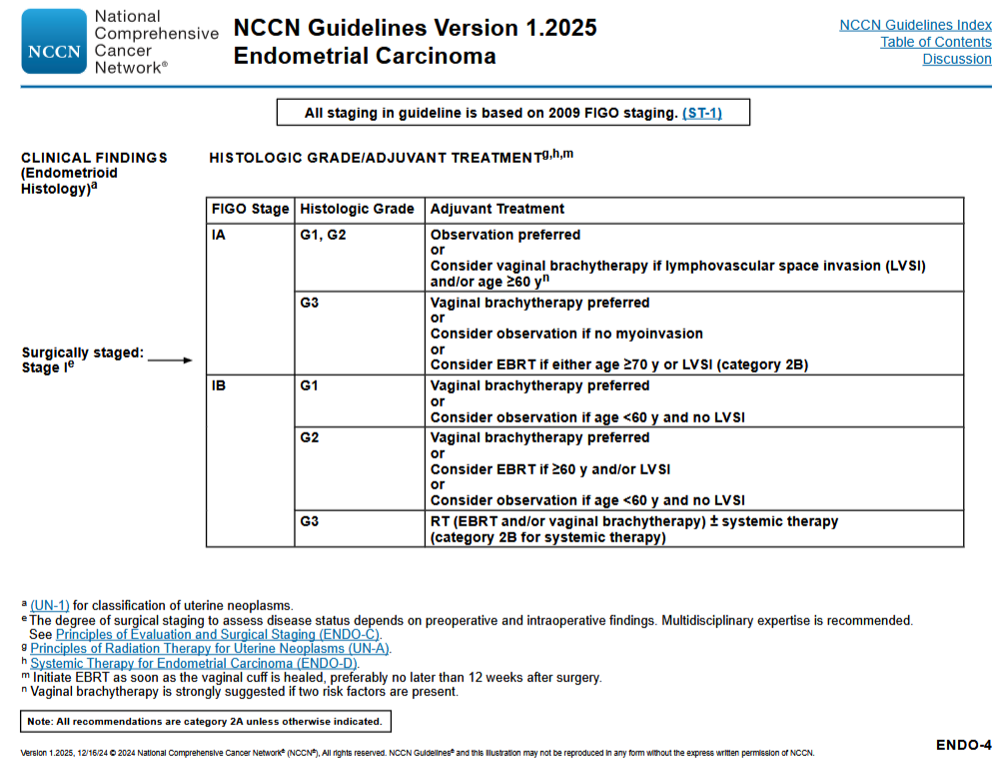 National
Comprehensive
NCCN Cancer
Network®
NCCN Guidelines Version 1.2025
Endometrial Carcinoma
NCCN Guidelines Index
Table of Contents
Discussion
All staging in guideline is based on 2009 FIGO staging. (ST-1)
CLINICAL FINDINGS
(Endometrioid
Histology)a
HISTOLOGIC GRADE/ADJUVANT TREATMENTg,h,m
FIGO Stage Histologic Grade Adjuvant Treatment
IA G1, G2 Observation preferred
or
Consider vaginal brachytherapy if lymphovascular space invasion (LVSI)
and/or age ≥60 yn
G3 Vaginal brachytherapy preferred
or
Consider observation if no myoinvasion
or
Consider EBRT if either age ≥70 y or LVSI (category 2B)
Surgically staged:
Stage Ie
IB G1 Vaginal brachytherapy preferred
or
Consider observation if age <60 y and no LVSI
G2 Vaginal brachytherapy preferred
or
Consider EBRT if ≥60 y and/or LVSI
or
Consider observation if age <60 y and no LVSI
G3 RT (EBRT and/or vaginal brachytherapy) ± systemic therapy
(category 2B for systemic therapy)
a (UN-1) for classification of uterine neoplasms.
e The degree of surgical staging to assess disease status depends on preoperative and intraoperative findings. Multidisciplinary expertise is recommended.
See Principles of Evaluation and Surgical Staging (ENDO-C).
g Principles of Radiation Therapy for Uterine Neoplasms (UN-A).
h Systemic Therapy for Endometrial Carcinoma (ENDO-D).
m Initiate EBRT as soon as the vaginal cuff is healed, preferably no later than 12 weeks after surgery.
n Vaginal brachytherapy is strongly suggested if two risk factors are present.
Note: All recommendations are category 2A unless otherwise indicated.
Version 1.2025, 12/16/24 © 2024 National Comprehensive Cancer Network® (NCCN®), All rights reserved. NCCN Guidelines® and this illustration may not be reproduced in any form without the express written permission of NCCN.
ENDO-4